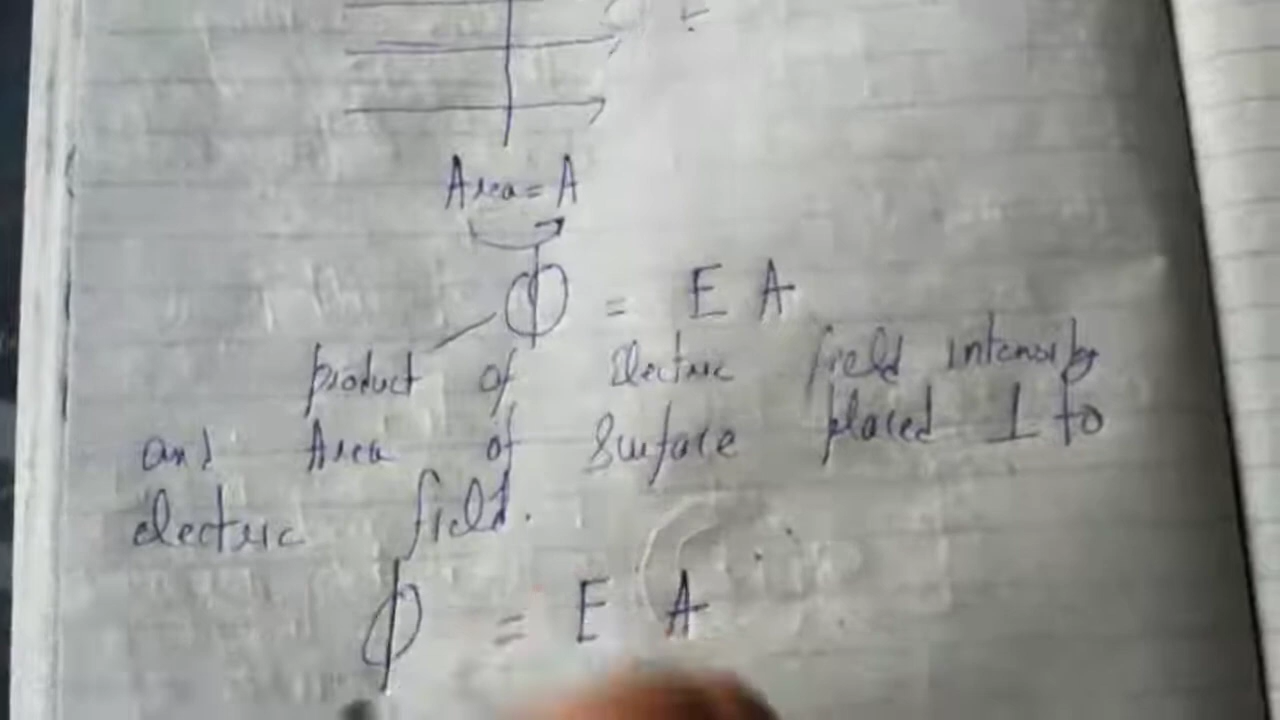 Area = A
ϕ = E A
product of electric field intensity
and Area of Surface placed ⊥ to
electric field.
ϕ = E A